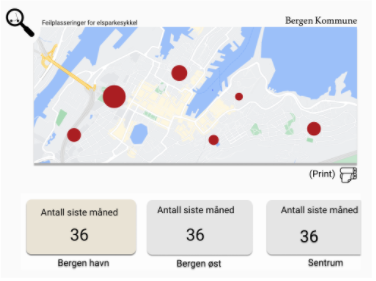 Feilplasseringer for elsparkesykkel
Bergen Kommune
(Print)
Antall siste måned
36
Bergen havn
Antall siste måned
36
Bergen øst
Antall siste måned
36
Sentrum